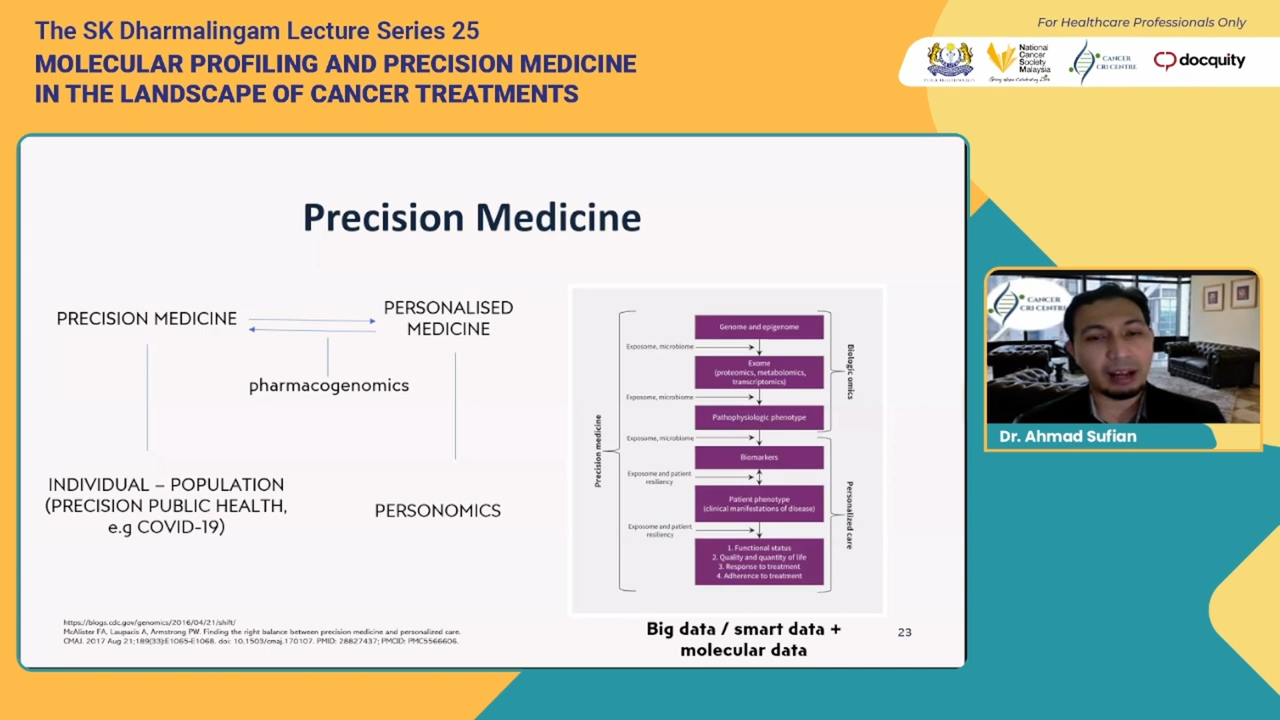 The SK Dharmalingam Lecture Series 25
MOLECULAR PROFILING AND PRECISION MEDICINE
IN THE LANDSCAPE OF CANCER TREATMENTS
For Healthcare Professionals Only
National
Cancer
Society
Malaysia
CANCER
CRI CENTRE
docquity
Precision Medicine
PRECISION MEDICINE
PERSONALISED
MEDICINE
pharmacogenomics
INDIVIDUAL – POPULATION
(PRECISION PUBLIC HEALTH,
e.g COVID-19)
PERSONOMICS
Precision medicine
Genome and epigenome
Exposome, microbiome
Exome
(proteomics, metabolomics,
transcriptomics)
Exposome, microbiome
Pathophysiologic phenotype
Exposome, microbiome
Biomarkers
Exposome and patient
resiliency
Patient phenotype
(clinical manifestations of disease)
Exposome and patient
resiliency
1. Functional status
2. Quality and quantity of life
3. Response to treatment
4. Adherence to treatment
Biologic omics
Personalized care
https://blogs.cdc.gov/genomics/2016/04/21/shift/
McAlister FA, Laupacis A, Armstrong PW. Finding the right balance between precision medicine and personalized care.
CMAJ. 2017 Aug 21;189(33):E1065-E1068. doi: 10.1503/cmaj.170107. PMID: 28827437; PMCID: PMC5566606.
Big data / smart data +
molecular data
23
CANCER
CRI CENTRE
Dr. Ahmad Sufian